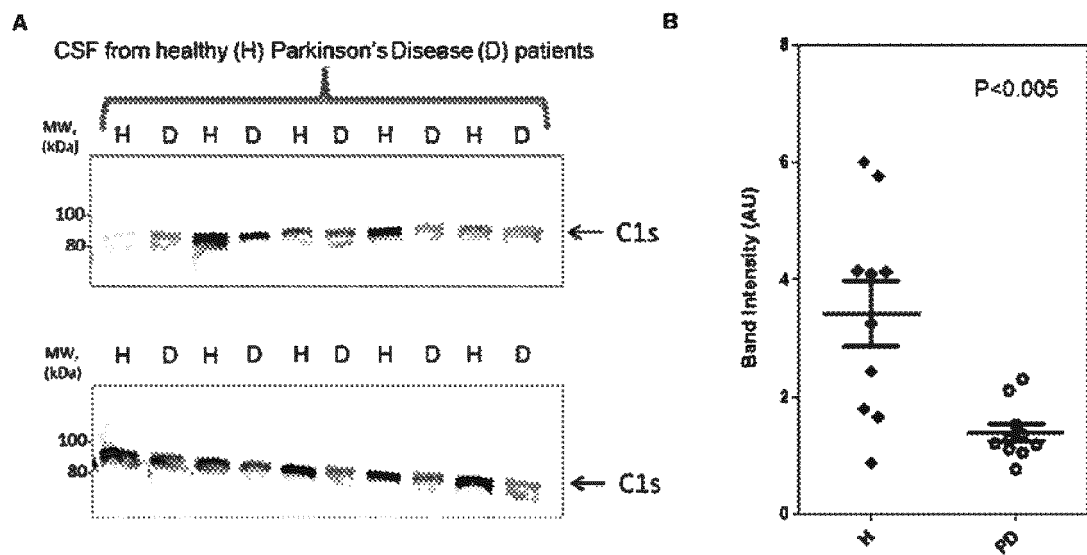 A
CSF from healthy (H) Parkinson's Disease (D) patients
MW, H D H D H D H D H D
(kDa)
100
80
C1s
MW, H D H D H D H D H D
(kDa)
100
80
C1s
B
8
P<0.005
6
4
2
0
Band Intensity (AU)
H PD